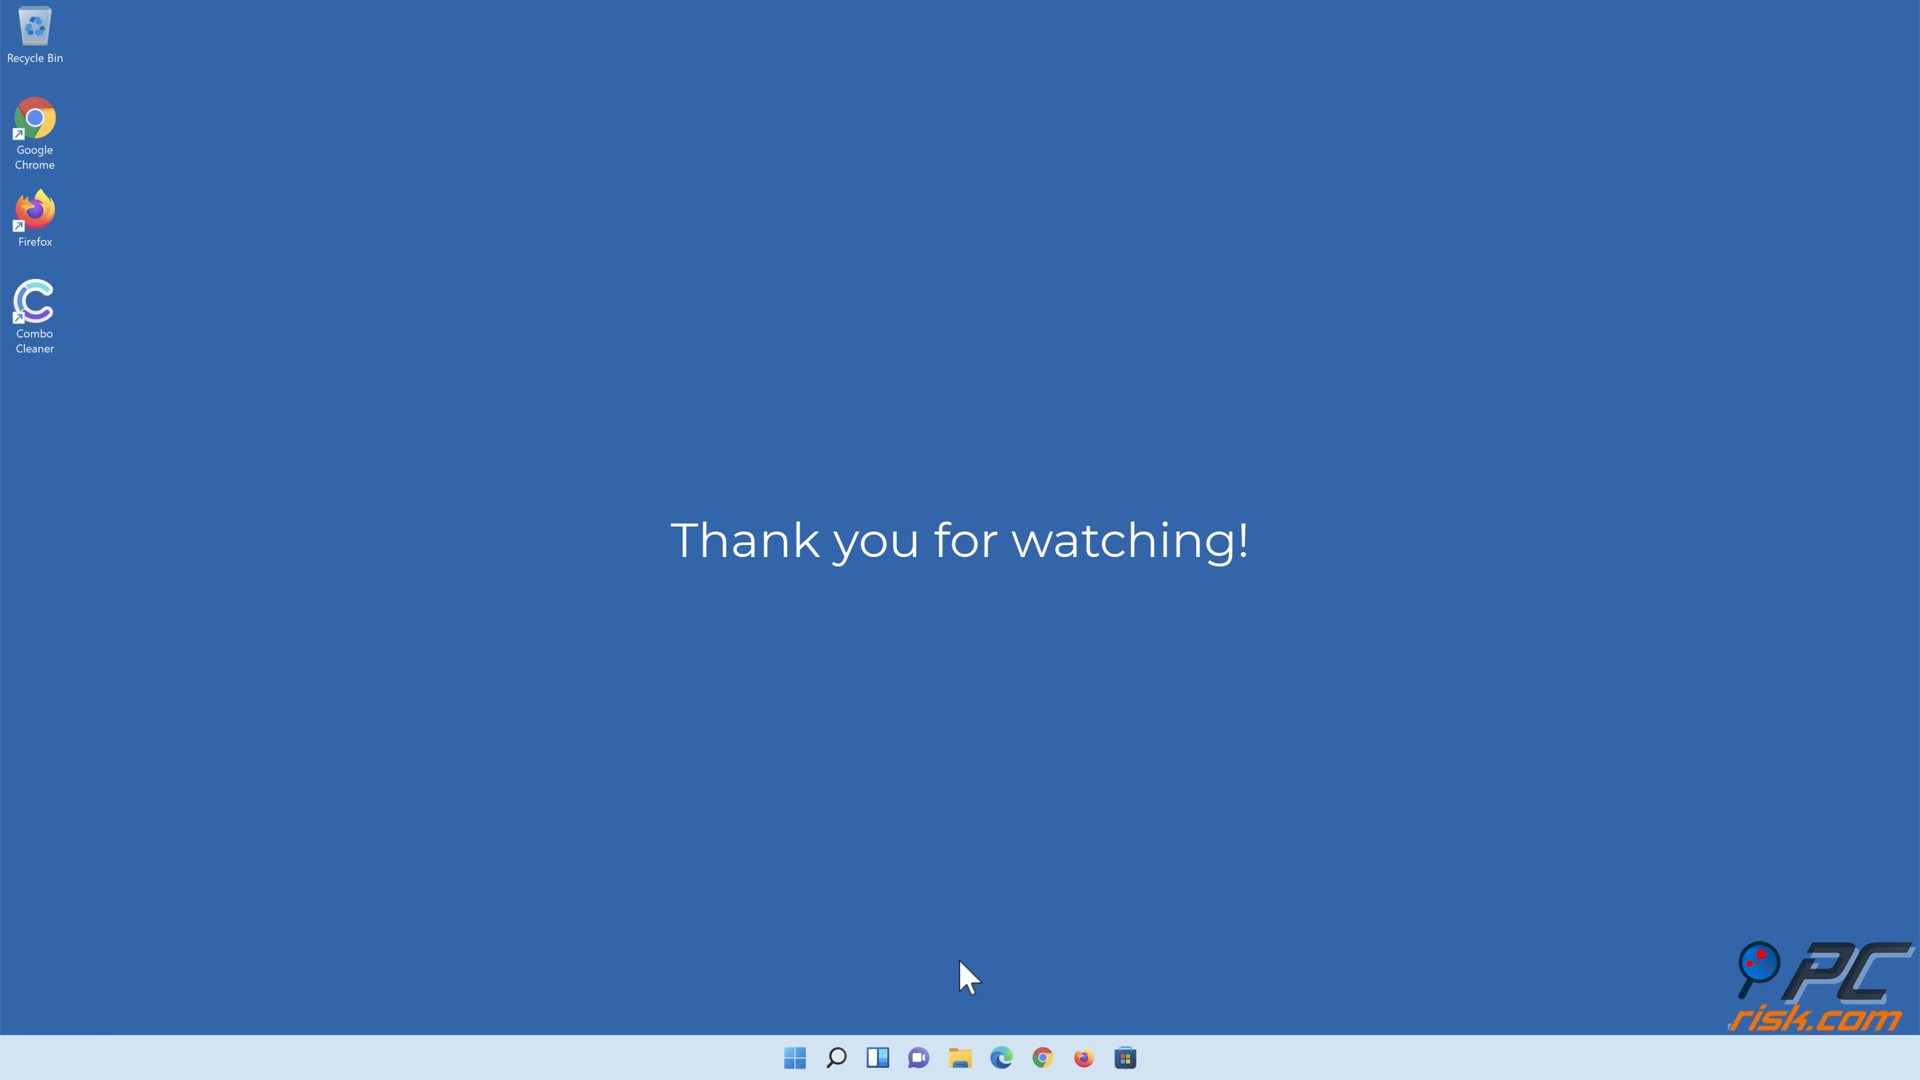 Recycle Bin
Google
Chrome
Firefox
Combo
Cleaner
Thank you for watching!
PC
risk.com